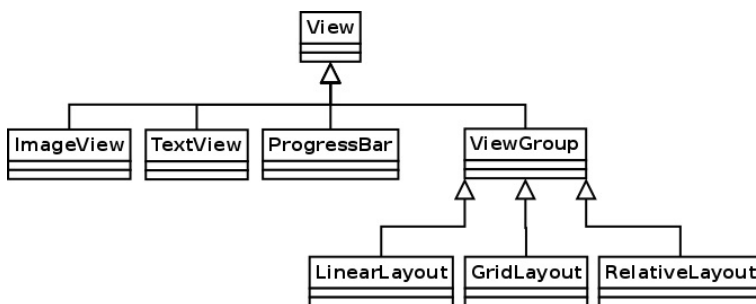 View
ImageView
TextView
ProgressBar
ViewGroup
LinearLayout
GridLayout
RelativeLayout